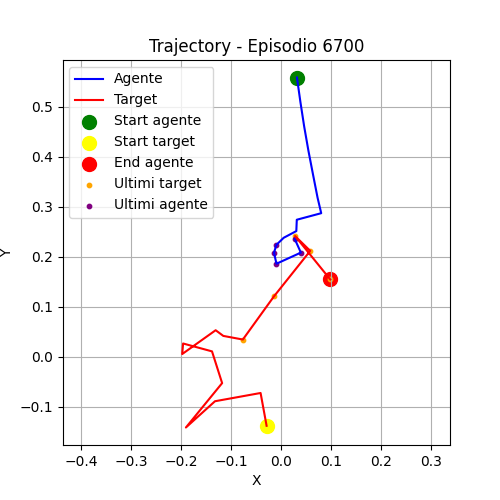 Trajectory - Episodio 6700
Agente
Target
Start agente
Start target
End agente
Ultimi target
Ultimi agente
0.5
0.4
0.3
0.2
0.1
0.0
−0.1
Y
−0.4 −0.3 −0.2 −0.1 0.0 0.1 0.2 0.3
X